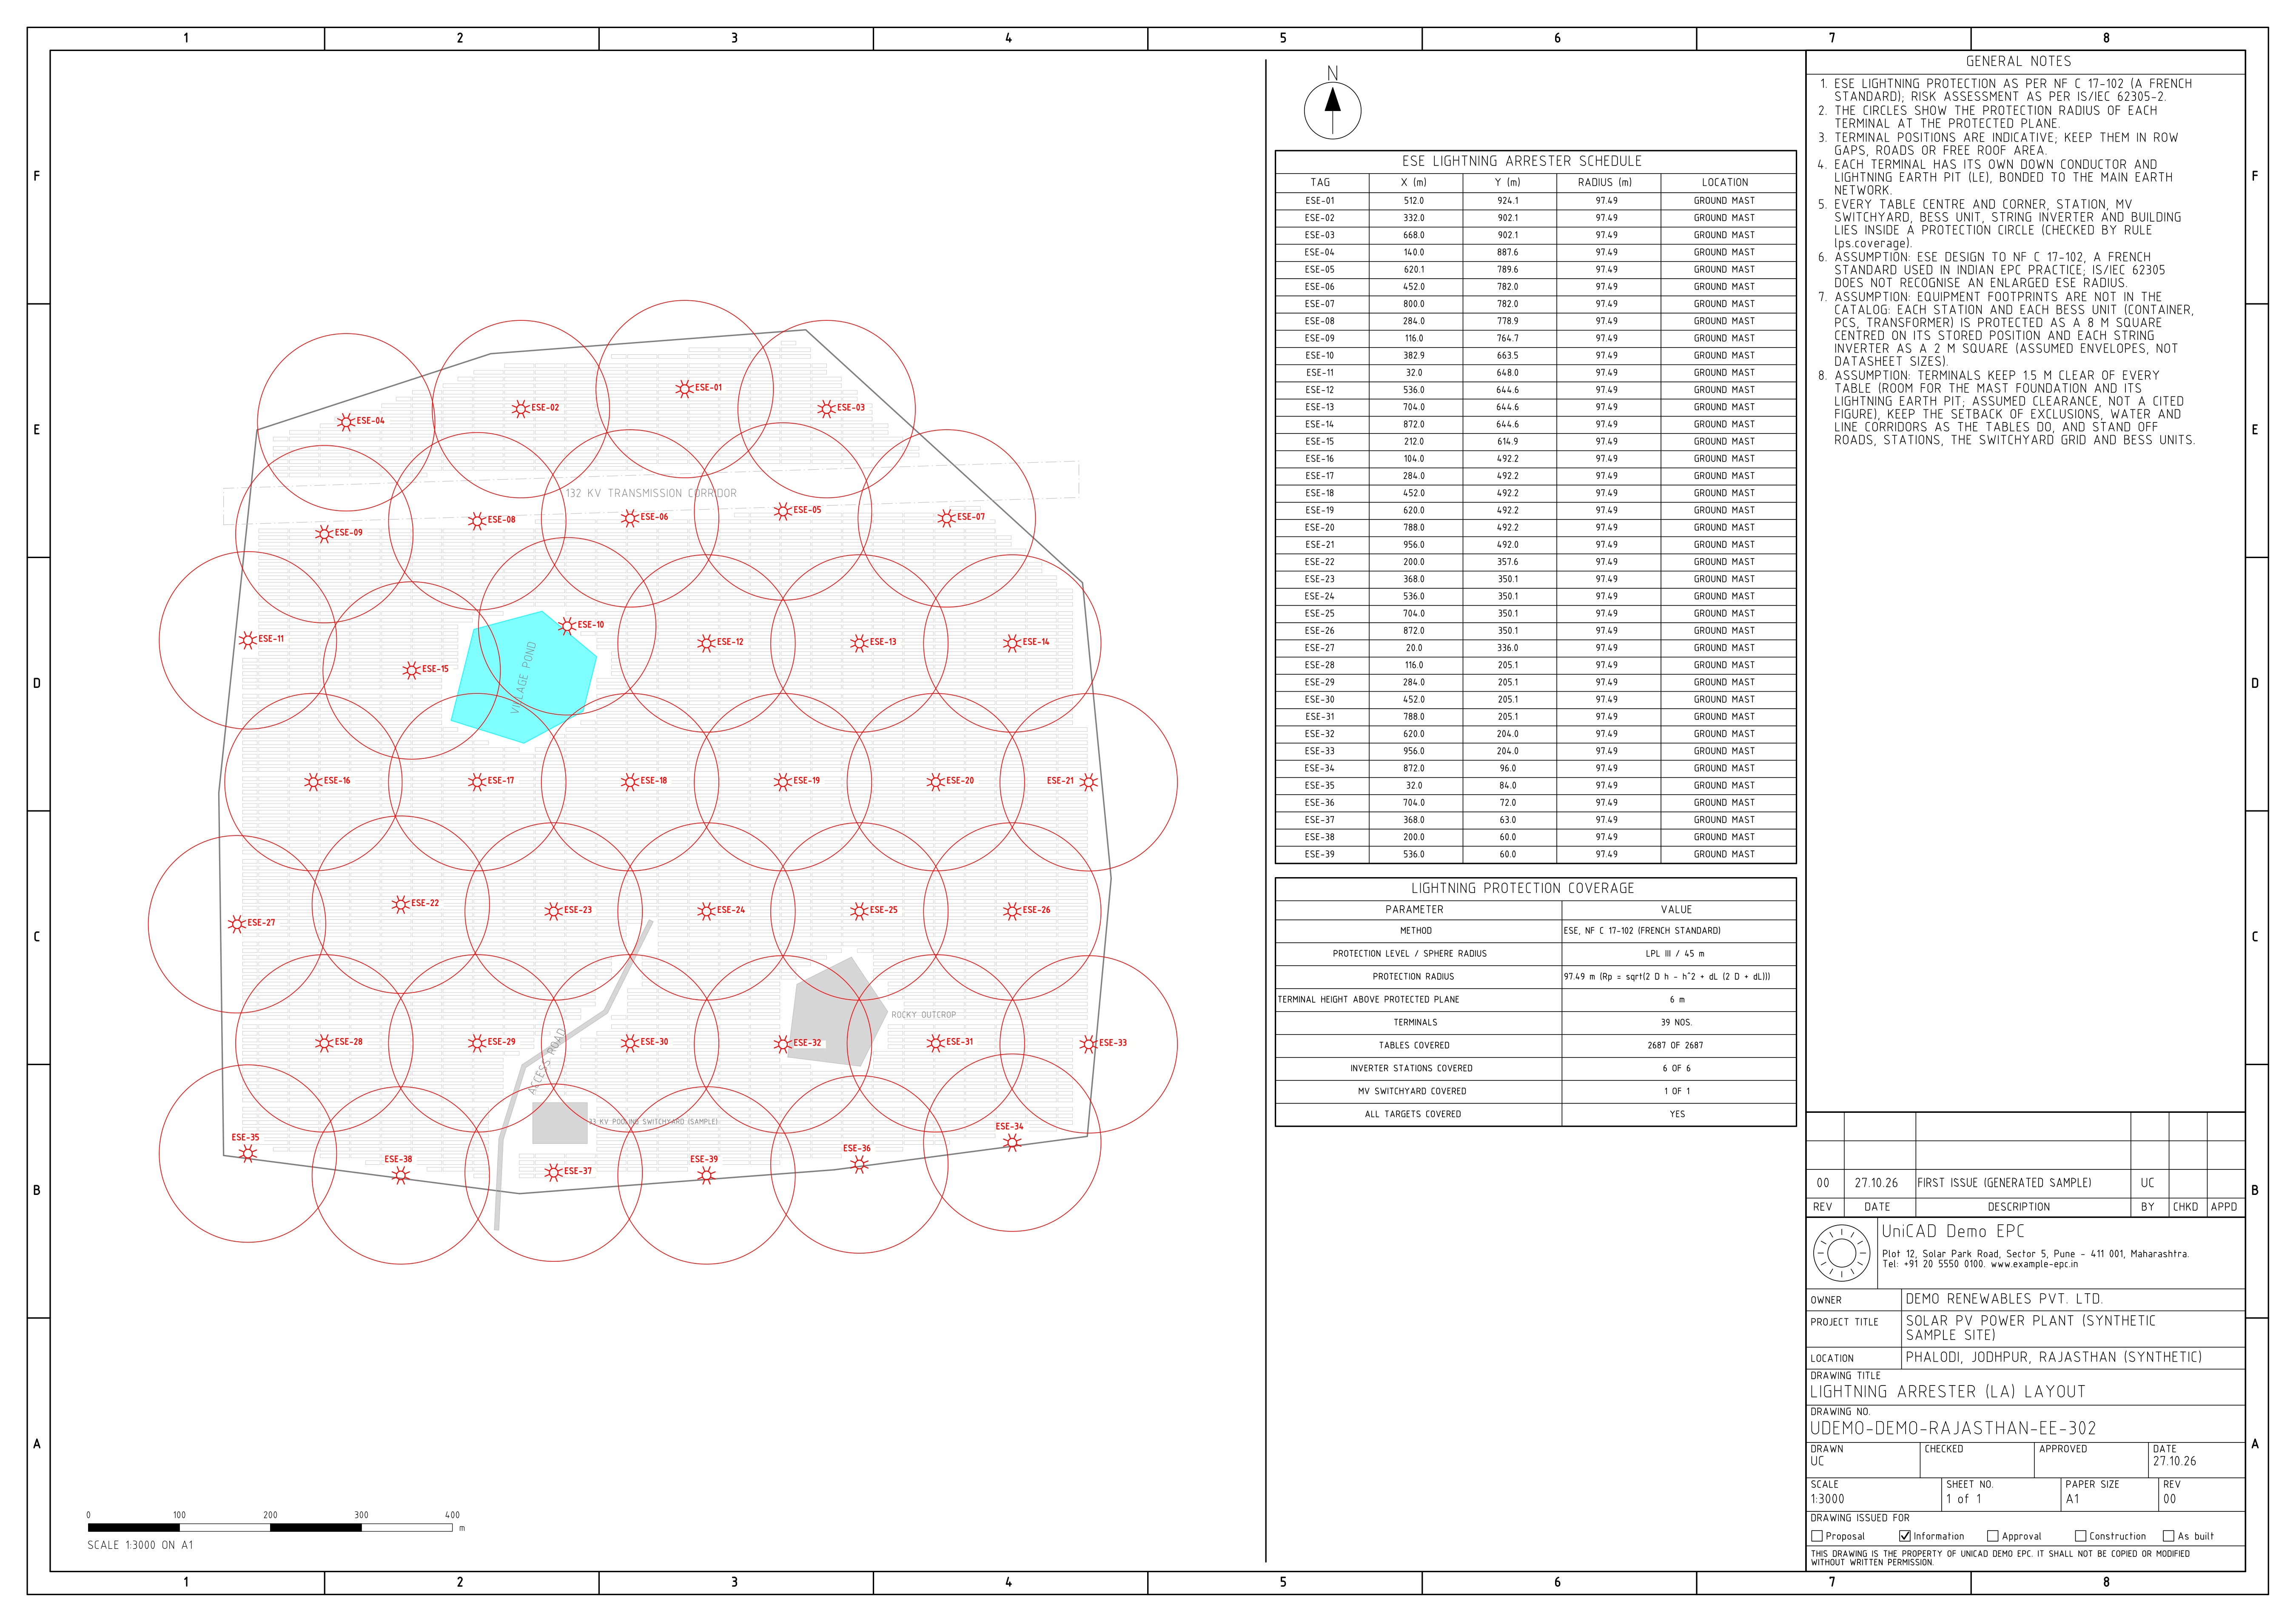 1 2 3 4 5 6 7 8
F
E
D
C
B
A
ESE-01
ESE-02
ESE-03
ESE-04
132 KV TRANSMISSION CORRIDOR
ESE-05
ESE-06
ESE-07
ESE-08
ESE-09
ESE-10
ESE-11
ESE-12
ESE-13
ESE-14
ESE-15
VILLAGE POND
ESE-16
ESE-17
ESE-18
ESE-19
ESE-20
ESE-21
ESE-22
ESE-23
ESE-24
ESE-25
ESE-26
ESE-27
ROCKY OUTCROP
ESE-28
ESE-29
ESE-30
ESE-32
ESE-31
ESE-33
ACCESS ROAD
33 KV POOLING SWITCHYARD (SAMPLE)
ESE-34
ESE-35
ESE-36
ESE-38
ESE-37
ESE-39
0 100 200 300 400
m
SCALE 1:3000 ON A1
N
ESE LIGHTNING ARRESTER SCHEDULE
TAG X (m) Y (m) RADIUS (m) LOCATION
ESE-01 512.0 924.1 97.49 GROUND MAST
ESE-02 332.0 902.1 97.49 GROUND MAST
ESE-03 668.0 902.1 97.49 GROUND MAST
ESE-04 140.0 887.6 97.49 GROUND MAST
ESE-05 620.1 789.6 97.49 GROUND MAST
ESE-06 452.0 782.0 97.49 GROUND MAST
ESE-07 800.0 782.0 97.49 GROUND MAST
ESE-08 284.0 778.9 97.49 GROUND MAST
ESE-09 116.0 764.7 97.49 GROUND MAST
ESE-10 382.9 663.5 97.49 GROUND MAST
ESE-11 32.0 648.0 97.49 GROUND MAST
ESE-12 536.0 644.6 97.49 GROUND MAST
ESE-13 704.0 644.6 97.49 GROUND MAST
ESE-14 872.0 644.6 97.49 GROUND MAST
ESE-15 212.0 614.9 97.49 GROUND MAST
ESE-16 104.0 492.2 97.49 GROUND MAST
ESE-17 284.0 492.2 97.49 GROUND MAST
ESE-18 452.0 492.2 97.49 GROUND MAST
ESE-19 620.0 492.2 97.49 GROUND MAST
ESE-20 788.0 492.2 97.49 GROUND MAST
ESE-21 956.0 492.0 97.49 GROUND MAST
ESE-22 200.0 357.6 97.49 GROUND MAST
ESE-23 368.0 350.1 97.49 GROUND MAST
ESE-24 536.0 350.1 97.49 GROUND MAST
ESE-25 704.0 350.1 97.49 GROUND MAST
ESE-26 872.0 350.1 97.49 GROUND MAST
ESE-27 20.0 336.0 97.49 GROUND MAST
ESE-28 116.0 205.1 97.49 GROUND MAST
ESE-29 284.0 205.1 97.49 GROUND MAST
ESE-30 452.0 205.1 97.49 GROUND MAST
ESE-31 788.0 205.1 97.49 GROUND MAST
ESE-32 620.0 204.0 97.49 GROUND MAST
ESE-33 956.0 204.0 97.49 GROUND MAST
ESE-34 872.0 96.0 97.49 GROUND MAST
ESE-35 32.0 84.0 97.49 GROUND MAST
ESE-36 704.0 72.0 97.49 GROUND MAST
ESE-37 368.0 63.0 97.49 GROUND MAST
ESE-38 200.0 60.0 97.49 GROUND MAST
ESE-39 536.0 60.0 97.49 GROUND MAST
LIGHTNING PROTECTION COVERAGE
PARAMETER VALUE
METHOD ESE, NF C 17-102 (FRENCH STANDARD)
PROTECTION LEVEL / SPHERE RADIUS LPL III / 45 m
PROTECTION RADIUS 97.49 m (Rp = sqrt(2 D h - h^2 + dL (2 D + dL)))
TERMINAL HEIGHT ABOVE PROTECTED PLANE 6 m
TERMINALS 39 NOS.
TABLES COVERED 2687 OF 2687
INVERTER STATIONS COVERED 6 OF 6
MV SWITCHYARD COVERED 1 OF 1
ALL TARGETS COVERED YES
GENERAL NOTES
1. ESE LIGHTNING PROTECTION AS PER NF C 17-102 (A FRENCH
STANDARD); RISK ASSESSMENT AS PER IS/IEC 62305-2.
2. THE CIRCLES SHOW THE PROTECTION RADIUS OF EACH
TERMINAL AT THE PROTECTED PLANE.
3. TERMINAL POSITIONS ARE INDICATIVE; KEEP THEM IN ROW
GAPS, ROADS OR FREE ROOF AREA.
4. EACH TERMINAL HAS ITS OWN DOWN CONDUCTOR AND
LIGHTNING EARTH PIT (LE), BONDED TO THE MAIN EARTH
NETWORK.
5. EVERY TABLE CENTRE AND CORNER, STATION, MV
SWITCHYARD, BESS UNIT, STRING INVERTER AND BUILDING
LIES INSIDE A PROTECTION CIRCLE (CHECKED BY RULE
lps.coverage).
6. ASSUMPTION: ESE DESIGN TO NF C 17-102, A FRENCH
STANDARD USED IN INDIAN EPC PRACTICE; IS/IEC 62305
DOES NOT RECOGNISE AN ENLARGED ESE RADIUS.
7. ASSUMPTION: EQUIPMENT FOOTPRINTS ARE NOT IN THE
CATALOG: EACH STATION AND EACH BESS UNIT (CONTAINER,
PCS, TRANSFORMER) IS PROTECTED AS A 8 M SQUARE
CENTRED ON ITS STORED POSITION AND EACH STRING
INVERTER AS A 2 M SQUARE (ASSUMED ENVELOPES, NOT
DATASHEET SIZES).
8. ASSUMPTION: TERMINALS KEEP 1.5 M CLEAR OF EVERY
TABLE (ROOM FOR THE MAST FOUNDATION AND ITS
LIGHTNING EARTH PIT; ASSUMED CLEARANCE, NOT A CITED
FIGURE), KEEP THE SETBACK OF EXCLUSIONS, WATER AND
LINE CORRIDORS AS THE TABLES DO, AND STAND OFF
ROADS, STATIONS, THE SWITCHYARD GRID AND BESS UNITS.
00 27.10.26 FIRST ISSUE (GENERATED SAMPLE) UC
REV DATE DESCRIPTION BY CHKD APPD
UniCAD Demo EPC
Plot 12, Solar Park Road, Sector 5, Pune - 411 001, Maharashtra.
Tel: +91 20 5550 0100. www.example-epc.in
OWNER DEMO RENEWABLES PVT. LTD.
PROJECT TITLE SOLAR PV POWER PLANT (SYNTHETIC
SAMPLE SITE)
LOCATION PHALODI, JODHPUR, RAJASTHAN (SYNTHETIC)
DRAWING TITLE
LIGHTNING ARRESTER (LA) LAYOUT
DRAWING NO.
UDEMO-DEMO-RAJASTHAN-EE-302
DRAWN CHECKED APPROVED DATE
UC 27.10.26
SCALE SHEET NO. PAPER SIZE REV
1:3000 1 of 1 A1 00
DRAWING ISSUED FOR
Proposal Information Approval Construction As built
THIS DRAWING IS THE PROPERTY OF UNICAD DEMO EPC. IT SHALL NOT BE COPIED OR MODIFIED
WITHOUT WRITTEN PERMISSION.
F
E
D
C
B
A
1 2 3 4 5 6 7 8